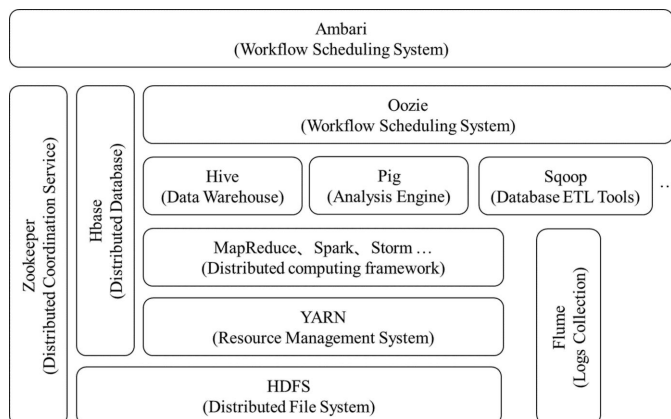 Ambari
(Workflow Scheduling System)
Zookeeper
(Distributed Coordination Service)
Hbase
(Distributed Database)
Oozie
(Workflow Scheduling System)
Hive
(Data Warehouse)
Pig
(Analysis Engine)
Sqoop
(Database ETL Tools)
…
MapReduce、Spark、Storm …
(Distributed computing framework)
YARN
(Resource Management System)
Flume
(Logs Collection)
HDFS
(Distributed File System)